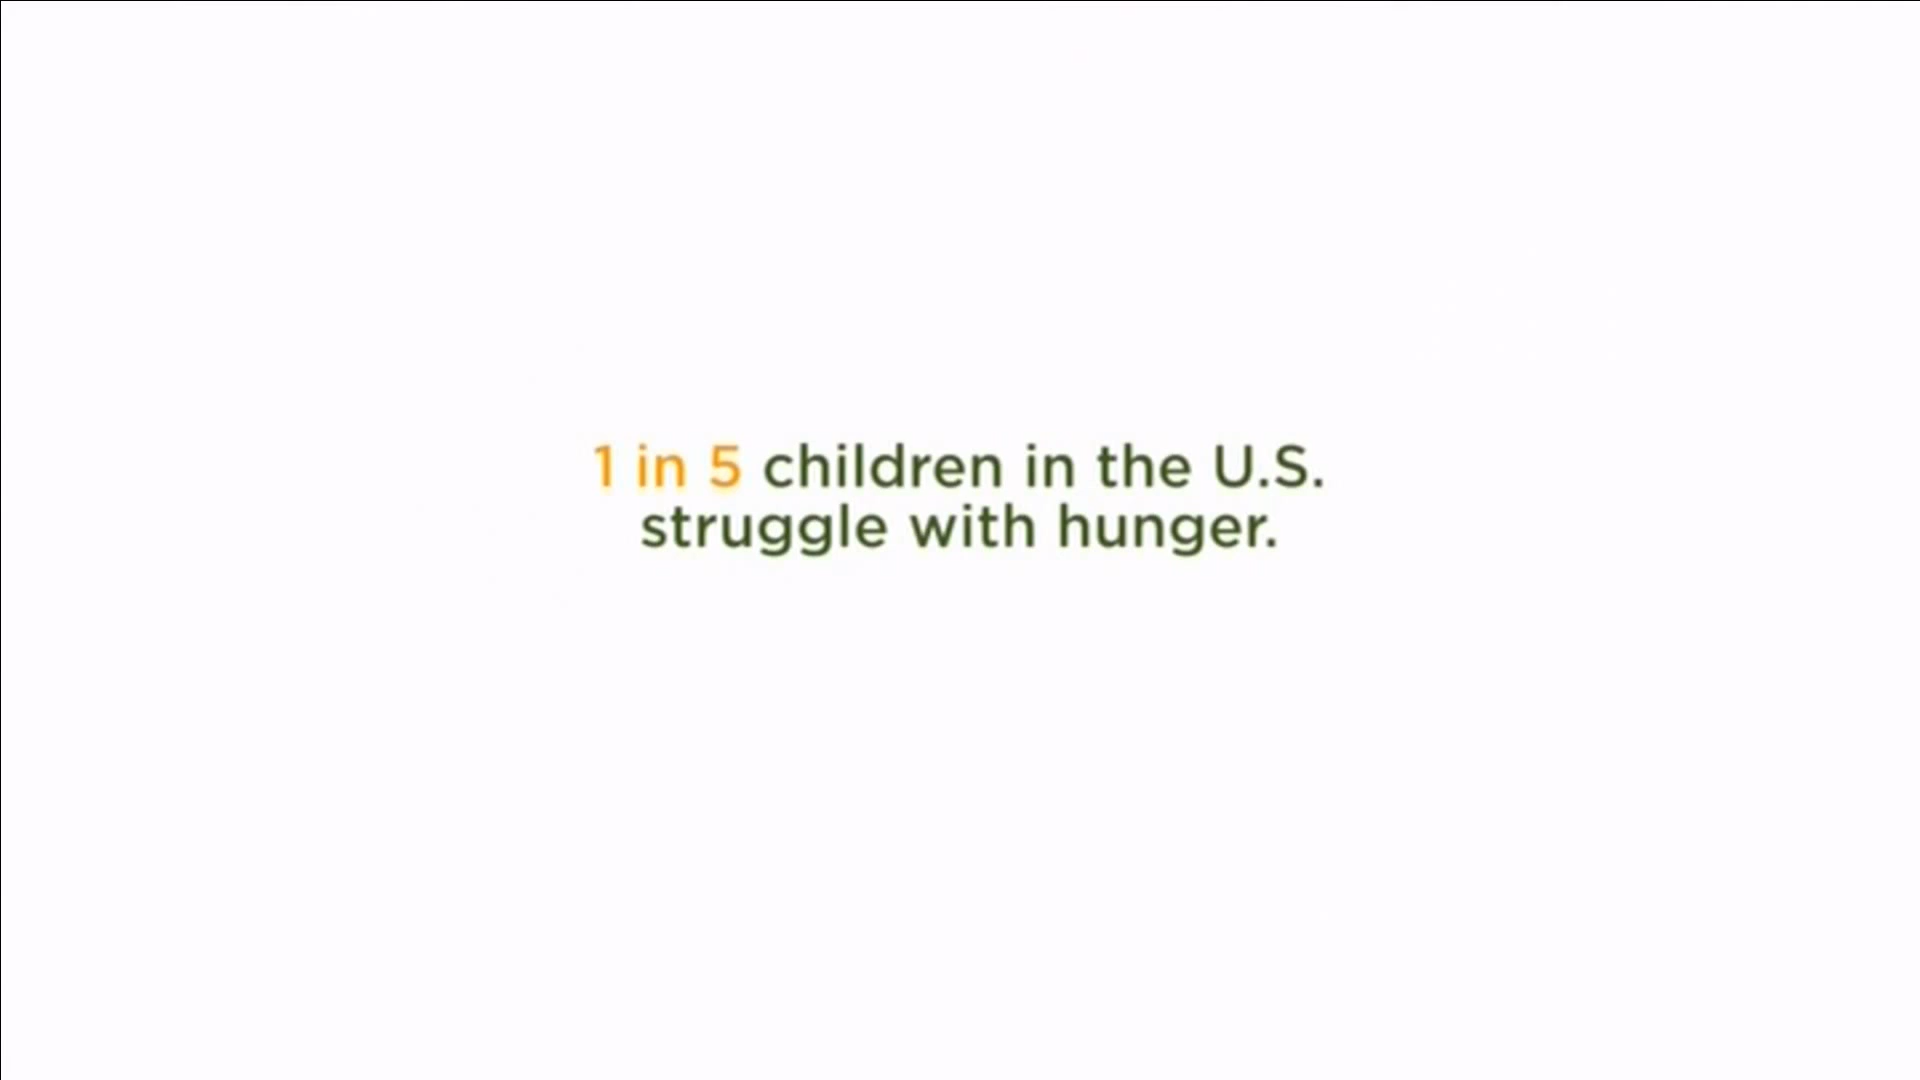 1 in 5 children in the U.S.
struggle with hunger.